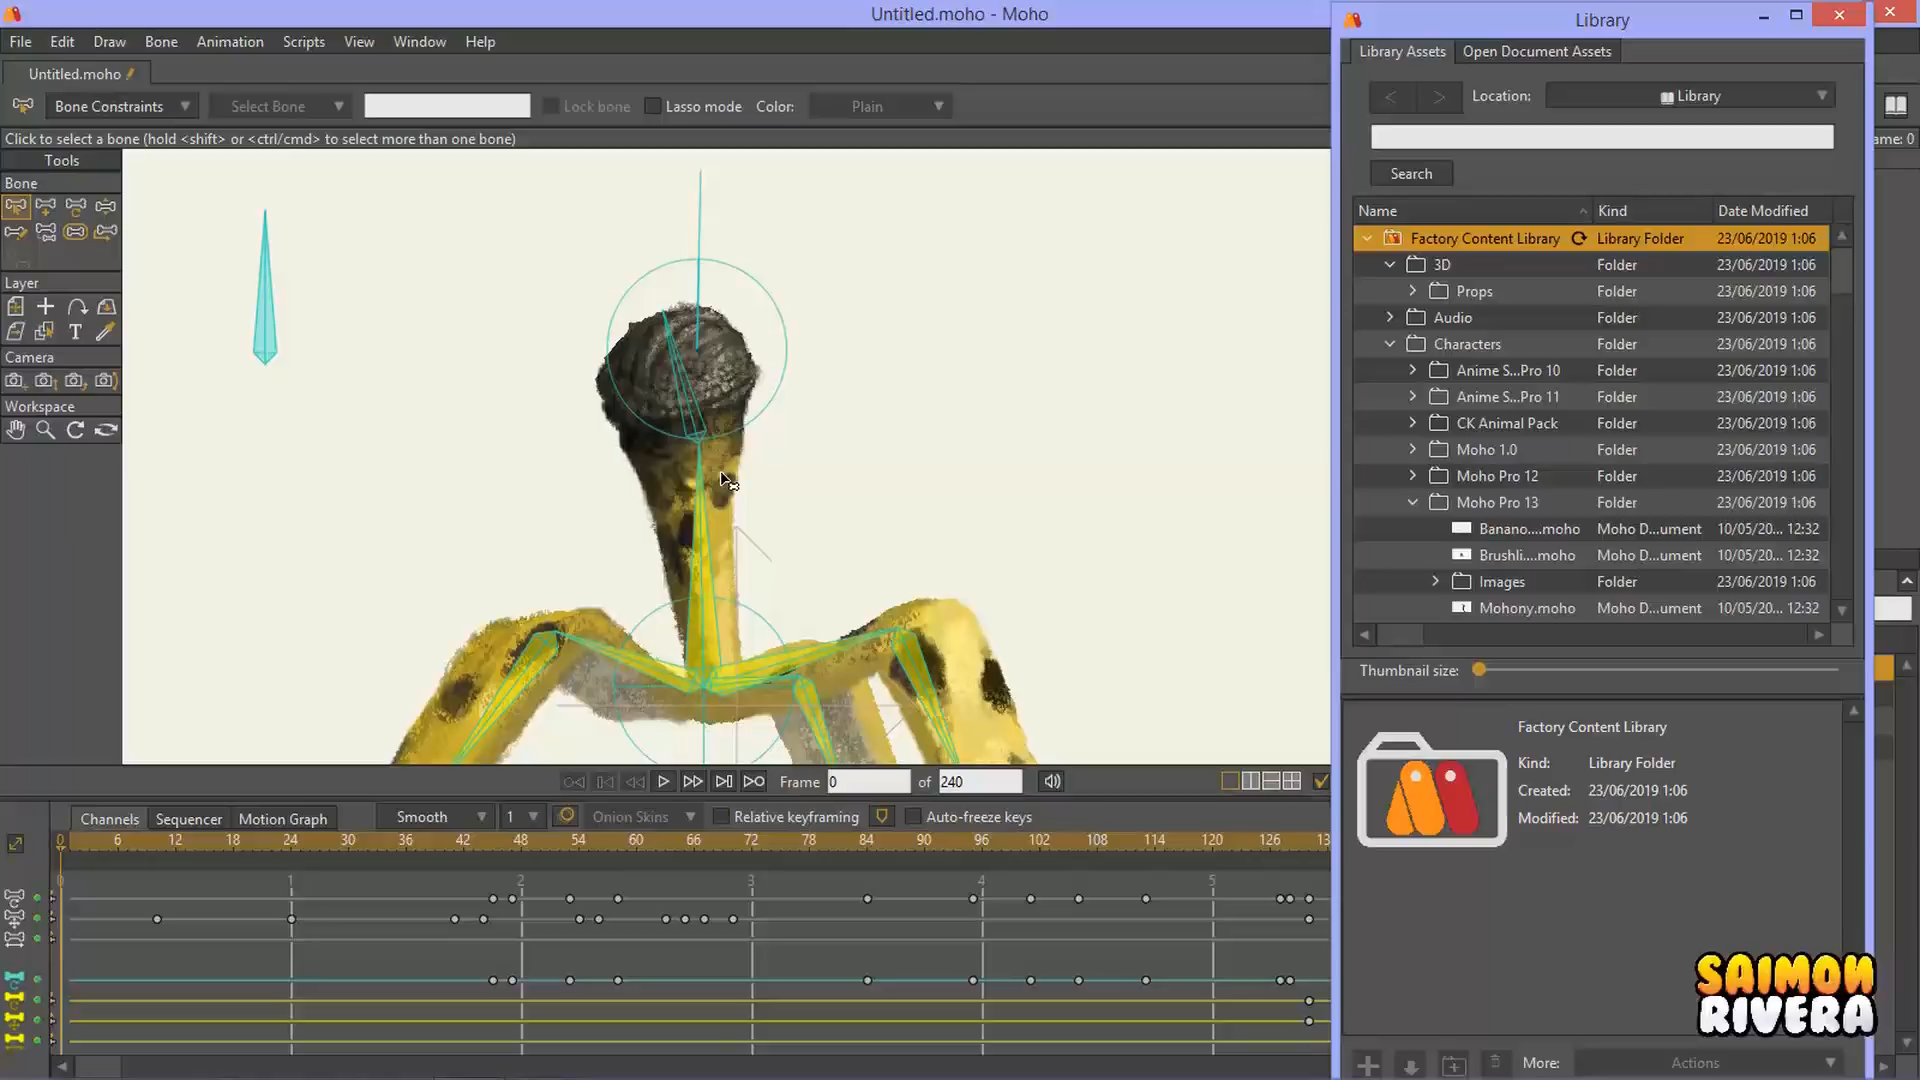 Untitled.moho - Moho
File Edit Draw Bone Animation Scripts View Window Help
Untitled.moho
Bone Constraints Select Bone Lock bone Lasso mode Color: Plain
Click to select a bone (hold <shift> or <ctrl/cmd> to select more than one bone)
ame: 0
Tools
Bone
Layer
T
Camera
Workspace
Library
Library Assets Open Document Assets
Location: Library
Search
Name Kind Date Modified
Factory Content Library Library Folder 23/06/2019 1:06
3D Folder 23/06/2019 1:06
Props Folder 23/06/2019 1:06
Audio Folder 23/06/2019 1:06
Characters Folder 23/06/2019 1:06
Anime S...Pro 10 Folder 23/06/2019 1:06
Anime S...Pro 11 Folder 23/06/2019 1:06
CK Animal Pack Folder 23/06/2019 1:06
Moho 1.0 Folder 23/06/2019 1:06
Moho Pro 12 Folder 23/06/2019 1:06
Moho Pro 13 Folder 23/06/2019 1:06
Banano....moho Moho D...ument 10/05/20... 12:32
Brushli....moho Moho D...ument 10/05/20... 12:32
Images Folder 23/06/2019 1:06
Mohony.moho Moho D...ument 10/05/20... 12:32
Thumbnail size:
Factory Content Library
Kind: Library Folder
Created: 23/06/2019 1:06
Modified: 23/06/2019 1:06
More: Actions
Frame 0 of 240
Channels Sequencer Motion Graph Smooth 1 Onion Skins Relative keyframing Auto-freeze keys
0 6 12 18 24 30 36 42 48 54 60 66 72 78 84 90 96 102 108 114 120 126 13
0 1 2 3 4 5
SAIMON
RIVERA